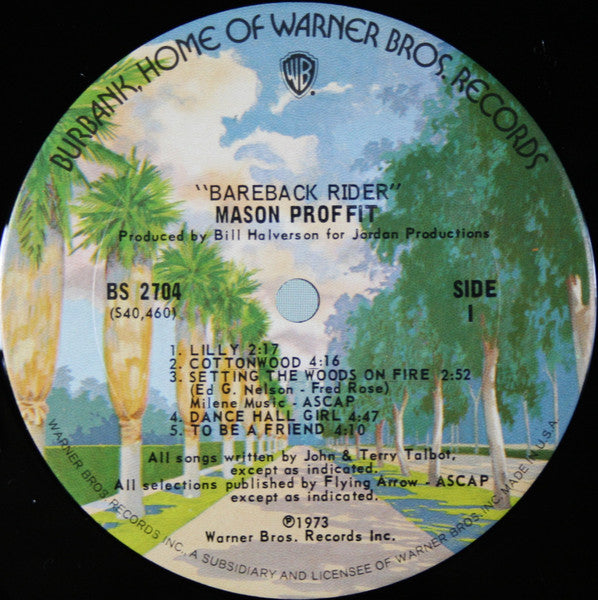 BURBANK, HOME OF WARNER BROS. RECORDS
WB
"BAREBACK RIDER"
MASON PROFFIT
Produced by Bill Halverson for Jordan Productions
BS 2704
(S40,460)
SIDE
1
1. LILLY 2:17
2. COTTONWOOD 4:16
3. SETTING THE WOODS ON FIRE 2:52
(Ed G. Nelson - Fred Rose)
Milene Music - ASCAP
4. DANCE HALL GIRL 4:47
5. TO BE A FRIEND 4:10
All songs written by John & Terry Talbot,
except as indicated.
All selections published by Flying Arrow - ASCAP
except as indicated.
℗1973
Warner Bros. Records Inc.
WARNER BROS. RECORDS INC., A SUBSIDIARY AND LICENSEE OF WARNER BROS. INC. MADE IN U.S.A.